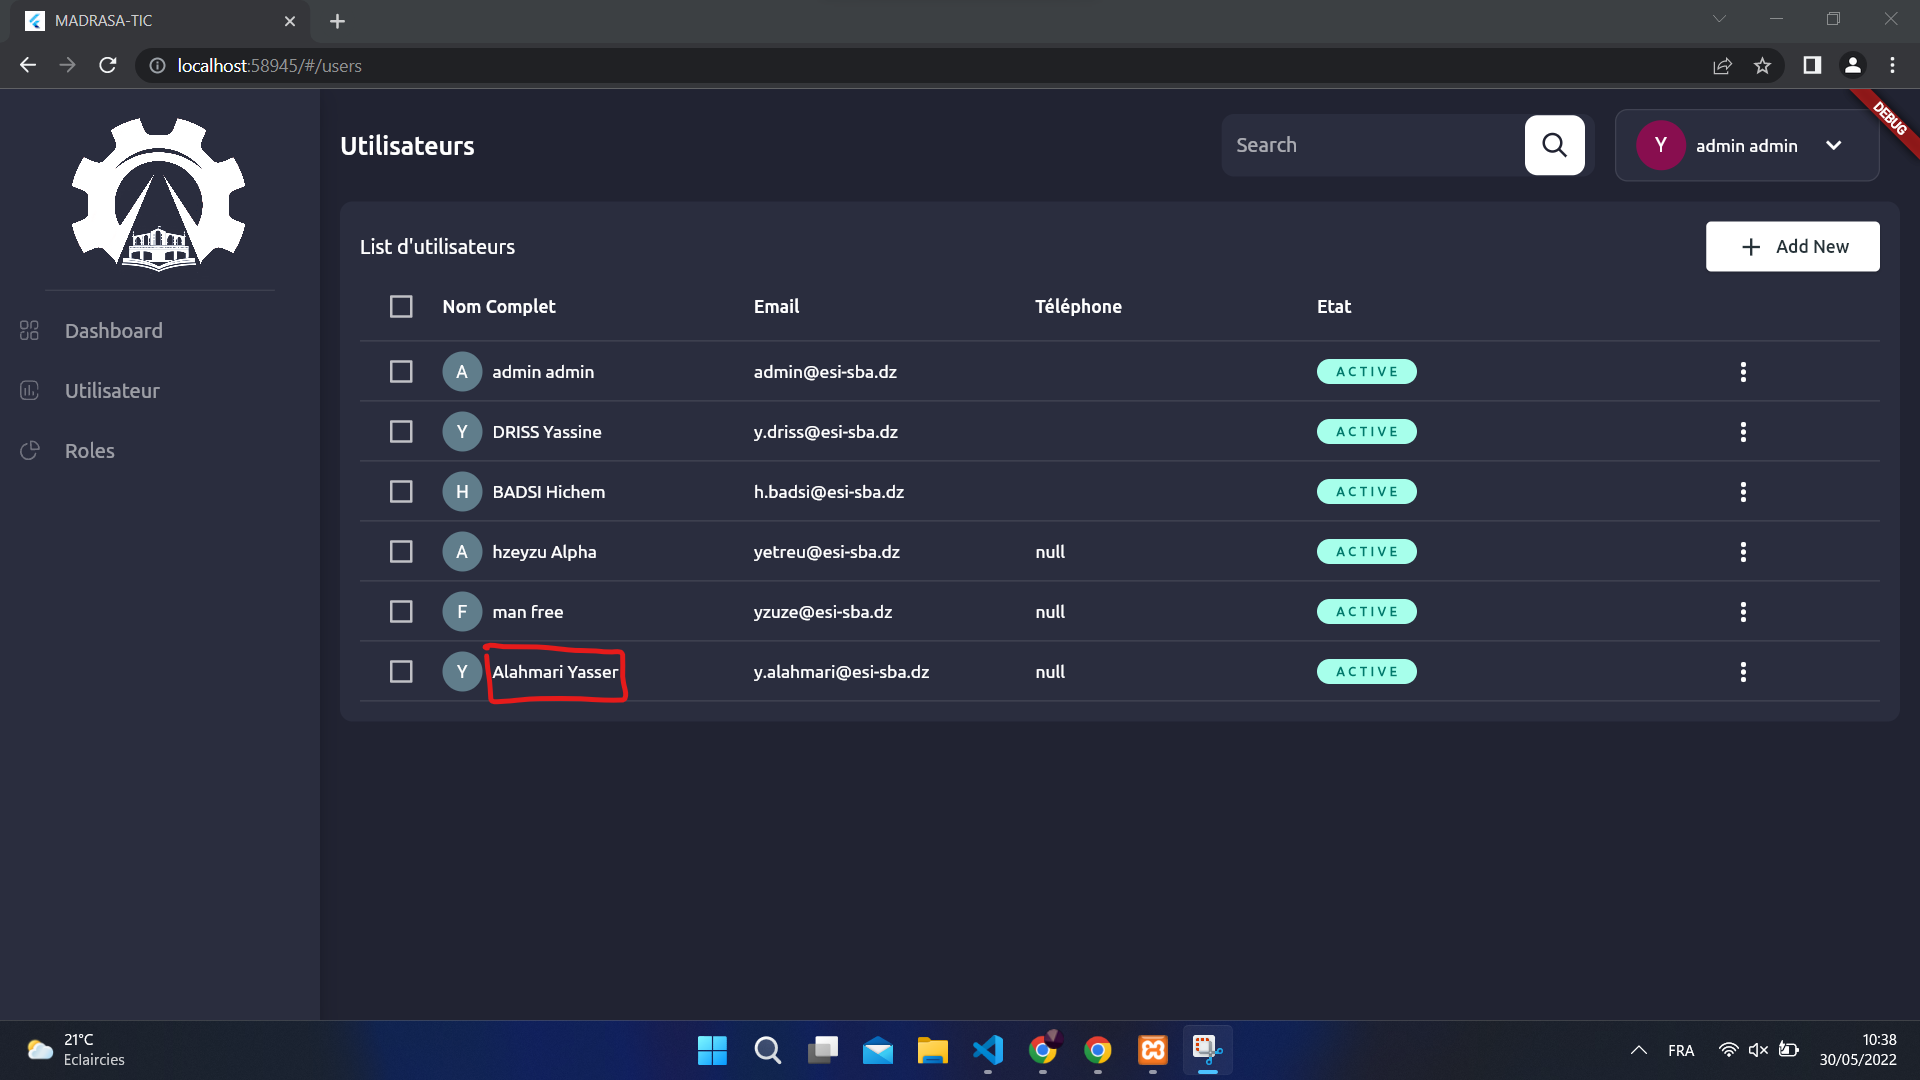 MADRASA-TIC
localhost:58945/#/users
DEBUG
Utilisateurs
Search
Y admin admin
List d'utilisateurs
Add New
Dashboard
Utilisateur
Roles
Nom Complet Email Téléphone Etat
A admin admin admin@esi-sba.dz ACTIVE
Y DRISS Yassine y.driss@esi-sba.dz ACTIVE
H BADSI Hichem h.badsi@esi-sba.dz ACTIVE
A hzeyzu Alpha yetreu@esi-sba.dz null ACTIVE
F man free yzuze@esi-sba.dz null ACTIVE
Y Alahmari Yasser y.alahmari@esi-sba.dz null ACTIVE
21°C
Eclaircies
FRA
10:38
30/05/2022